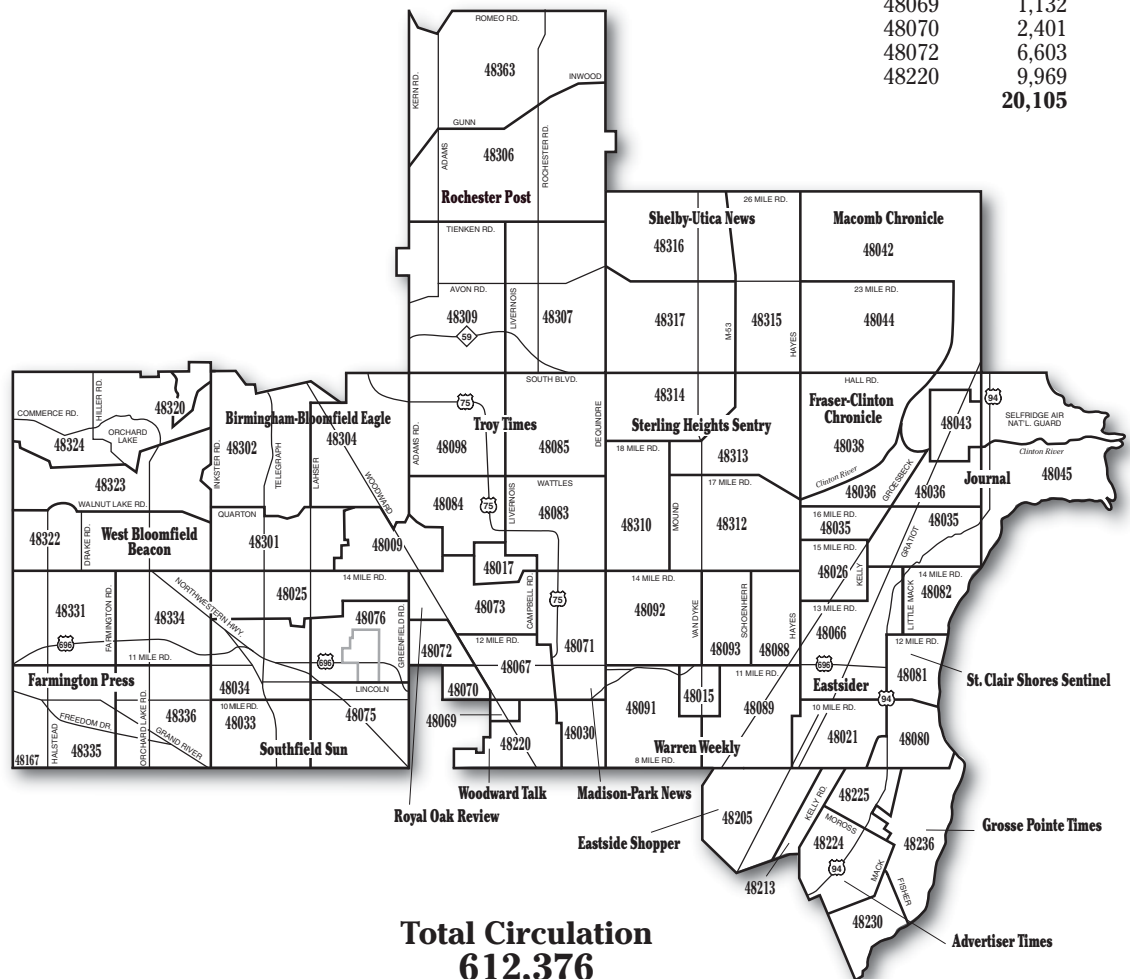 48069 1,132
48070 2,401
48072 6,603
48220 9,969
20,105
ROMEO RD.
48363
KERN RD.
INWOOD
GUNN
ADAMS
48306
ROCHESTER RD.
Rochester Post
26 MILE RD.
Shelby-Utica News
Macomb Chronicle
48316
48042
TIENKEN RD.
AVON RD.
23 MILE RD.
LIVERNOIS
48309
48307
48317
M-53
48315
48044
HAYES
59
SOUTH BLVD.
HALL RD.
HILLER RD.
48320
COMMERCE RD.
ORCHARD
LAKE
48324
Birmingham-Bloomfield Eagle
48302
48304
INKSTER RD.
TELEGRAPH
LAHSER
WOODWARD
75
ADAMS RD.
Troy Times
48098
48085
DEQUINDRE
48314
Sterling Heights Sentry
Fraser-Clinton
Chronicle
48038
94
48043
SELFRIDGE AIR
NAT'L. GUARD
Clinton River
48045
Journal
18 MILE RD.
48313
48323
WALNUT LAKE RD.
48084
75
LIVERNOIS
WATTLES
48083
17 MILE RD.
Clinton River
48036
GROESBECK
48036
48322
DRAKE RD.
West Bloomfield
Beacon
QUARTON
48301
48009
48310
MOUND
48312
16 MILE RD.
48035
48035
GRATIOT
15 MILE RD.
48026
KELLY
48017
14 MILE RD.
14 MILE RD.
14 MILE RD.
48331
FARMINGTON RD.
48334
NORTHWESTERN HWY.
48025
48076
GREENFIELD RD.
48073
CAMPBELL RD.
75
48092
VAN DYKE
SCHOENHERR
HAYES
13 MILE RD.
48066
LITTLE MACK
48082
696
11 MILE RD.
696
48072
12 MILE RD.
48067
48071
48093
48088
12 MILE RD.
696
48081
St. Clair Shores Sentinel
Farmington Press
48034
LINCOLN
48070
48015
11 MILE RD.
Eastsider
94
10 MILE RD.
48033
48075
48069
48091
48089
10 MILE RD.
48021
48080
48336
ORCHARD LAKE RD.
FREEDOM DR.
GRAND RIVER
HALSTEAD
48335
48167
Southfield Sun
48220
48030
Warren Weekly
8 MILE RD.
Woodward Talk
Madison-Park News
Royal Oak Review
Eastside Shopper
48205
KELLY RD.
48225
MOROSS
48224
48236
Grosse Pointe Times
94
MACK
FISHER
48213
48230
Advertiser Times
Total Circulation
612,376